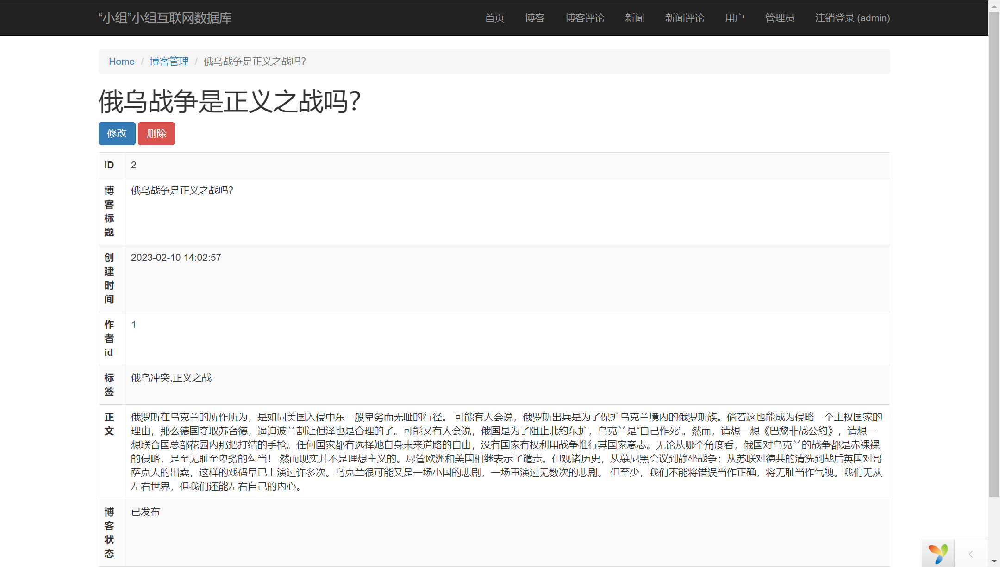 “小组”小组互联网数据库
首页 博客 博客评论 新闻 新闻评论 用户 管理员 注销登录 (admin)
Home / 博客管理 / 俄乌战争是正义之战吗?
俄乌战争是正义之战吗?
修改 删除
ID 2
博客标题 俄乌战争是正义之战吗?
创建时间 2023-02-10 14:02:57
作者id 1
标签 俄乌冲突,正义之战
正文
俄罗斯在乌克兰的所作所为，是如同美国入侵中东一般卑劣而无耻的行径。 可能有人会说，俄罗斯出兵是为了保护乌克兰境内的俄罗斯族。倘若这也能成为侵略一个主权国家的
理由，那么德国夺取苏台德，逼迫波兰割让但泽也是合理的了。可能又有人会说，俄国是为了阻止北约东扩，乌克兰是“自己作死”。然而，请想一想《巴黎非战公约》，请想一
想联合国总部花园内那把打结的手枪。任何国家都有选择她自身未来道路的自由，没有国家有权利用战争推行其国家意志。无论从哪个角度看，俄国对乌克兰的战争都是赤裸裸
的侵略，是至无耻至卑劣的勾当！ 然而现实并不是理想主义的。尽管欧洲和美国相继表示了谴责。但观诸历史，从慕尼黑会议到静坐战争；从苏联对德共的清洗到战后英国对哥
萨克人的出卖，这样的戏码早已上演过许多次。乌克兰很可能又是一场小国的悲剧，一场重演过无数次的悲剧。 但至少，我们不能将错误当作正确，将无耻当作气魄。我们无从
左右世界，但我们还能左右自己的内心。
博客状态 已发布